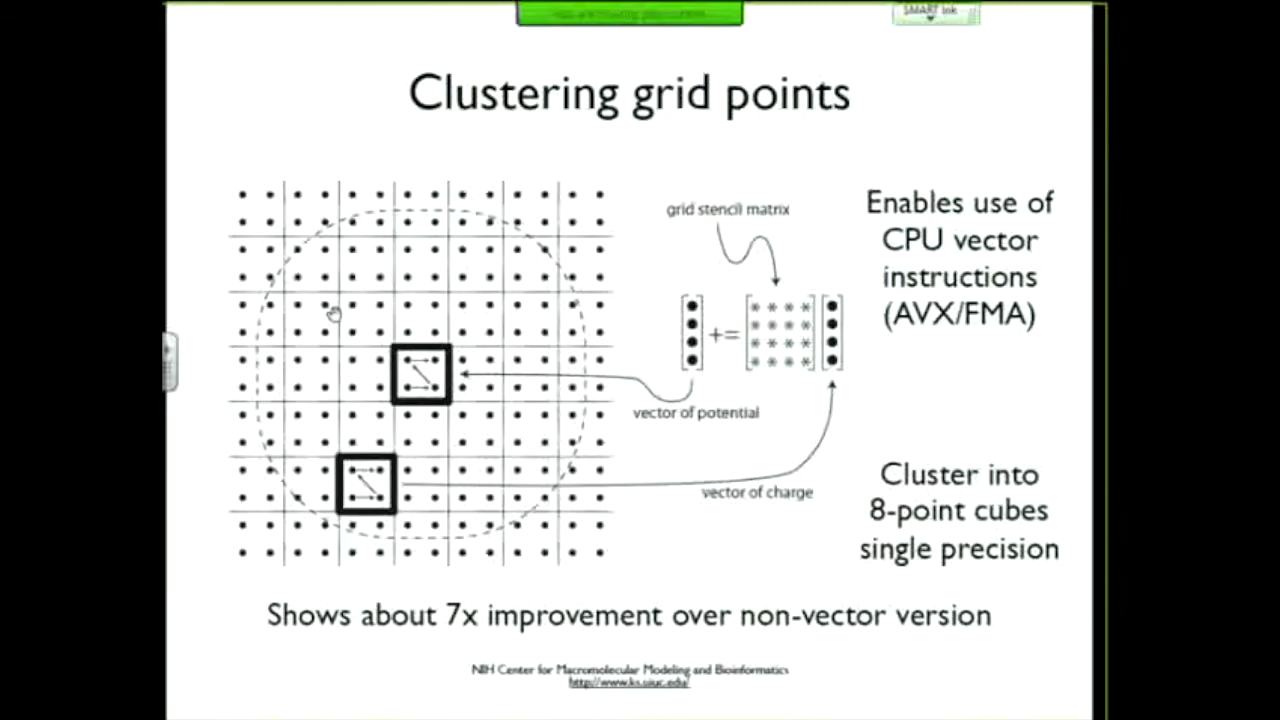 SMART Ink
Clustering grid points
grid stencil matrix
+=
vector of potential
vector of charge
Enables use of
CPU vector
instructions
(AVX/FMA)
Cluster into
8-point cubes
single precision
Shows about 7x improvement over non-vector version
NIH Center for Macromolecular Modeling and Bioinformatics
http://www.ks.uiuc.edu/